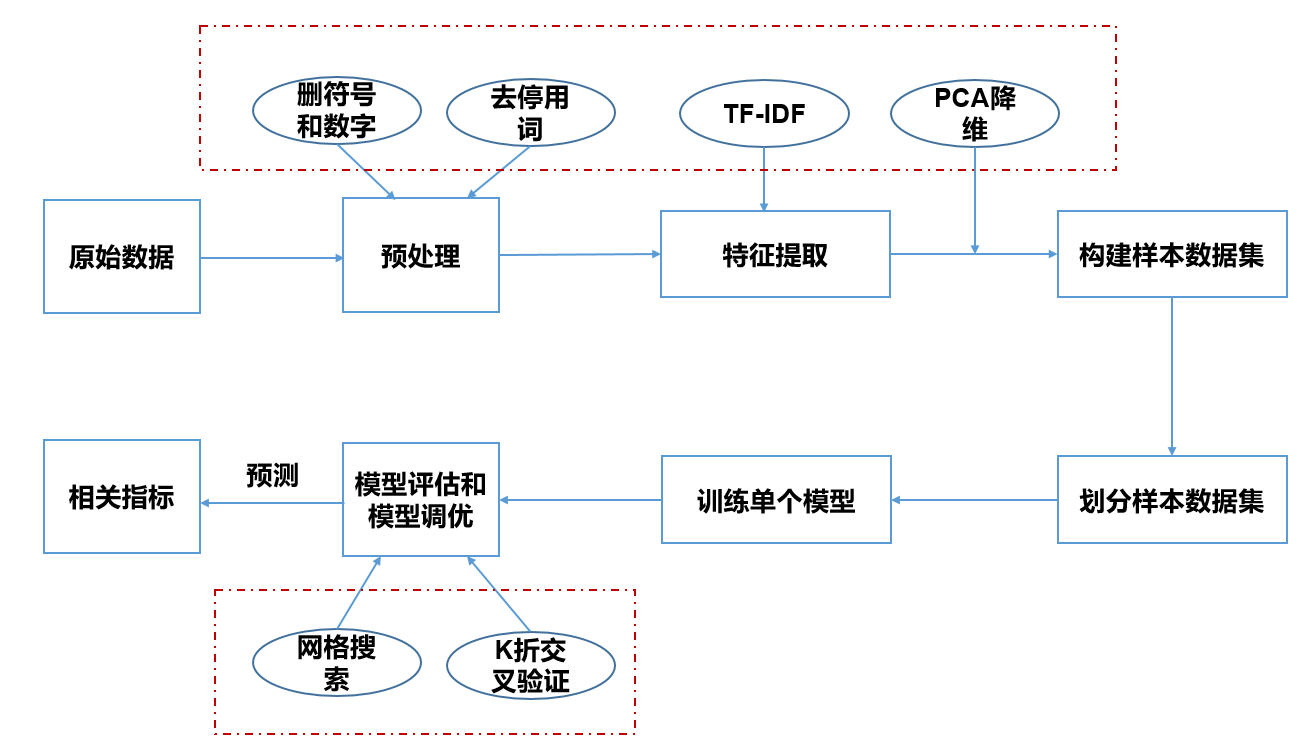 删符号
和数字
去停用
词
TF-IDF
PCA降
维
原始数据
预处理
特征提取
构建样本数据集
相关指标
预测
模型评估和
模型调优
训练单个模型
划分样本数据集
网格搜
索
K折交
叉验证